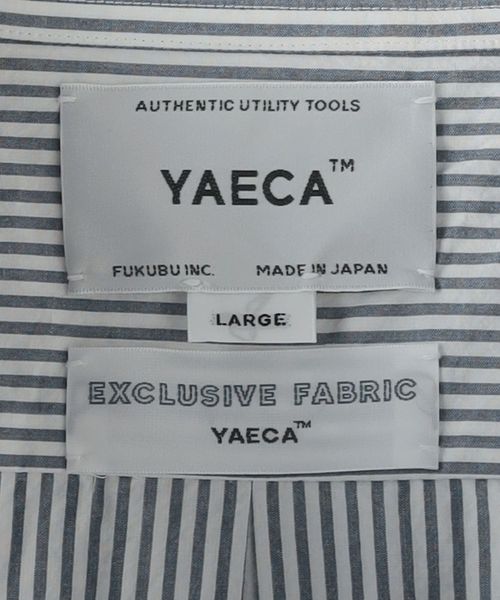 AUTHENTIC UTILITY TOOLS
YAECA™
FUKUBU INC. MADE IN JAPAN
LARGE
EXCLUSIVE FABRIC
YAECA™